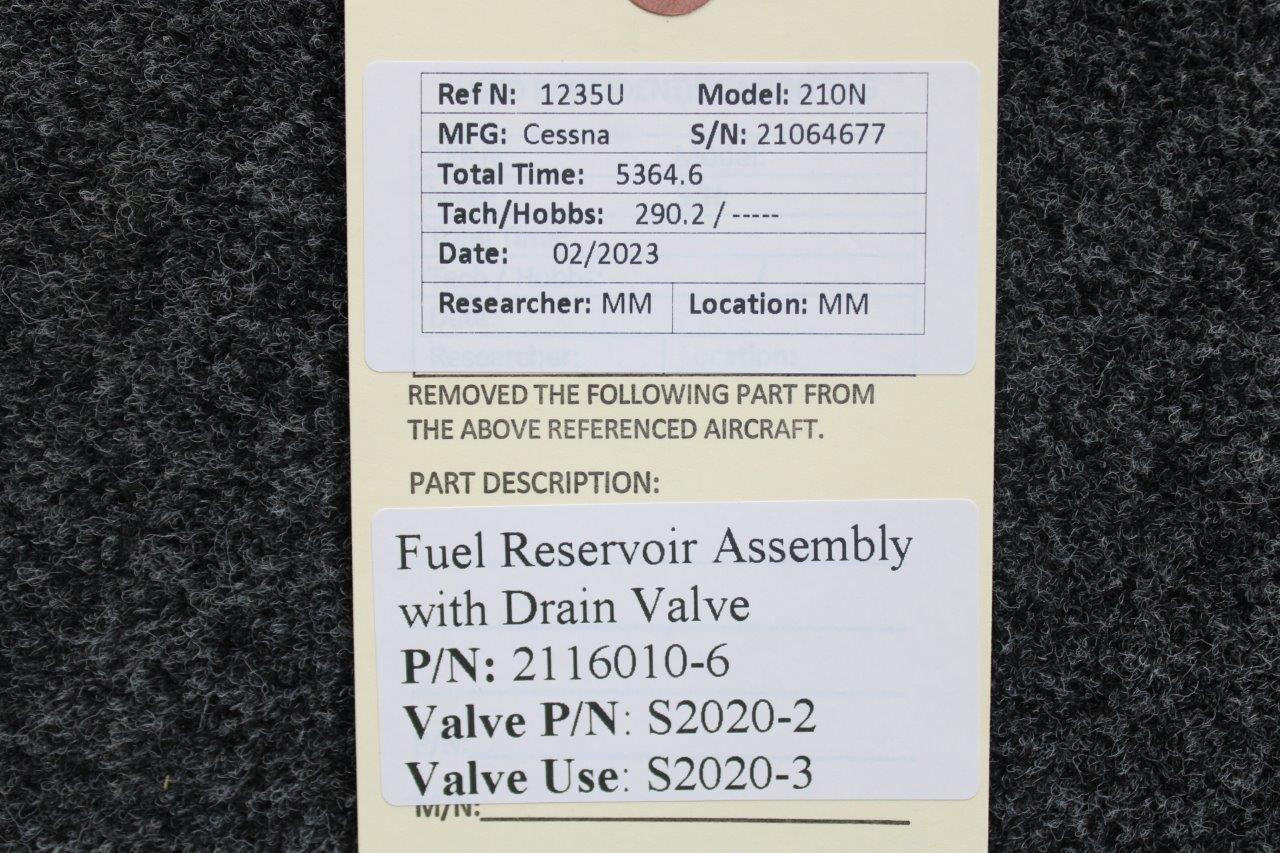 Ref N: 1235U Model: 210N
MFG: Cessna S/N: 21064677
Total Time: 5364.6
Tach/Hobbs: 290.2 / -----
Date: 02/2023
Researcher: MM Location: MM
Researcher: Location:
REMOVED THE FOLLOWING PART FROM
THE ABOVE REFERENCED AIRCRAFT.
PART DESCRIPTION:
Fuel Reservoir Assembly
with Drain Valve
P/N: 2116010-6
Valve P/N: S2020-2
Valve Use: S2020-3
M/N: